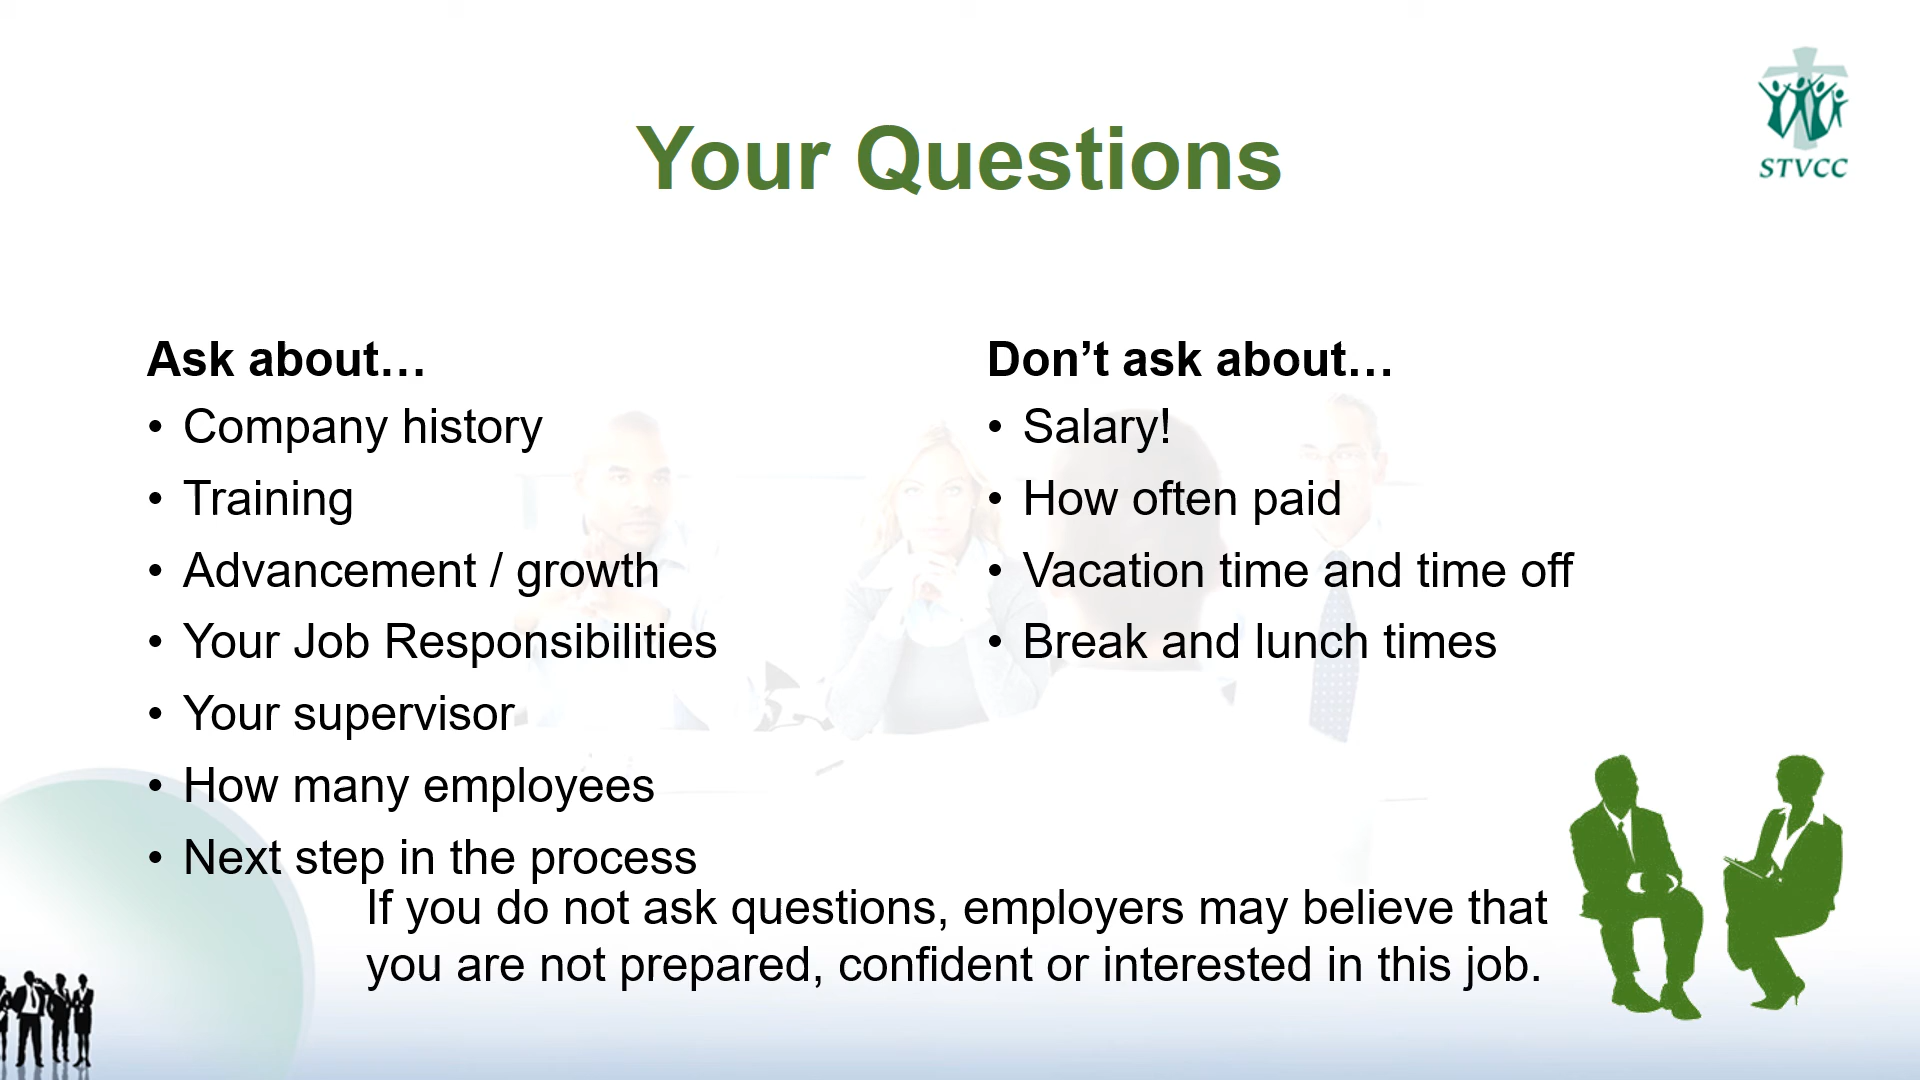 STVCC
Your Questions
Ask about…
• Company history
• Training
• Advancement / growth
• Your Job Responsibilities
• Your supervisor
• How many employees
• Next step in the process
Don’t ask about…
• Salary!
• How often paid
• Vacation time and time off
• Break and lunch times
If you do not ask questions, employers may believe that
you are not prepared, confident or interested in this job.